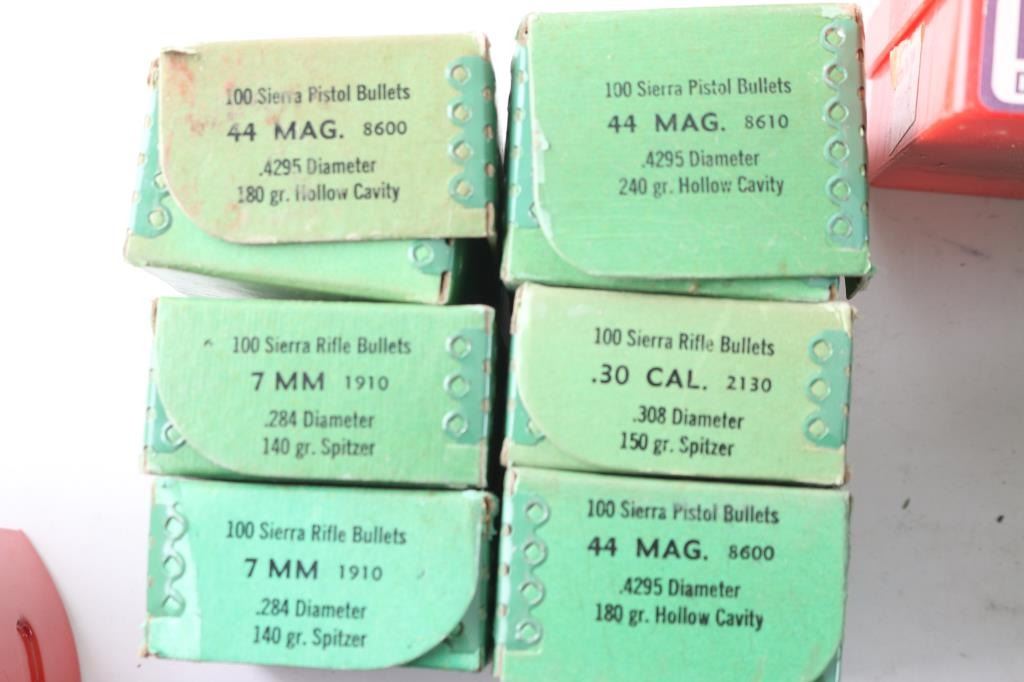 100 Sierra Pistol Bullets
44 MAG. 8600
.4295 Diameter
180 gr. Hollow Cavity
100 Sierra Pistol Bullets
44 MAG. 8610
.4295 Diameter
240 gr. Hollow Cavity
100 Sierra Rifle Bullets
7 MM 1910
.284 Diameter
140 gr. Spitzer
100 Sierra Rifle Bullets
.30 CAL. 2130
.308 Diameter
150 gr. Spitzer
100 Sierra Rifle Bullets
7 MM 1910
.284 Diameter
140 gr. Spitzer
100 Sierra Pistol Bullets
44 MAG. 8600
.4295 Diameter
180 gr. Hollow Cavity